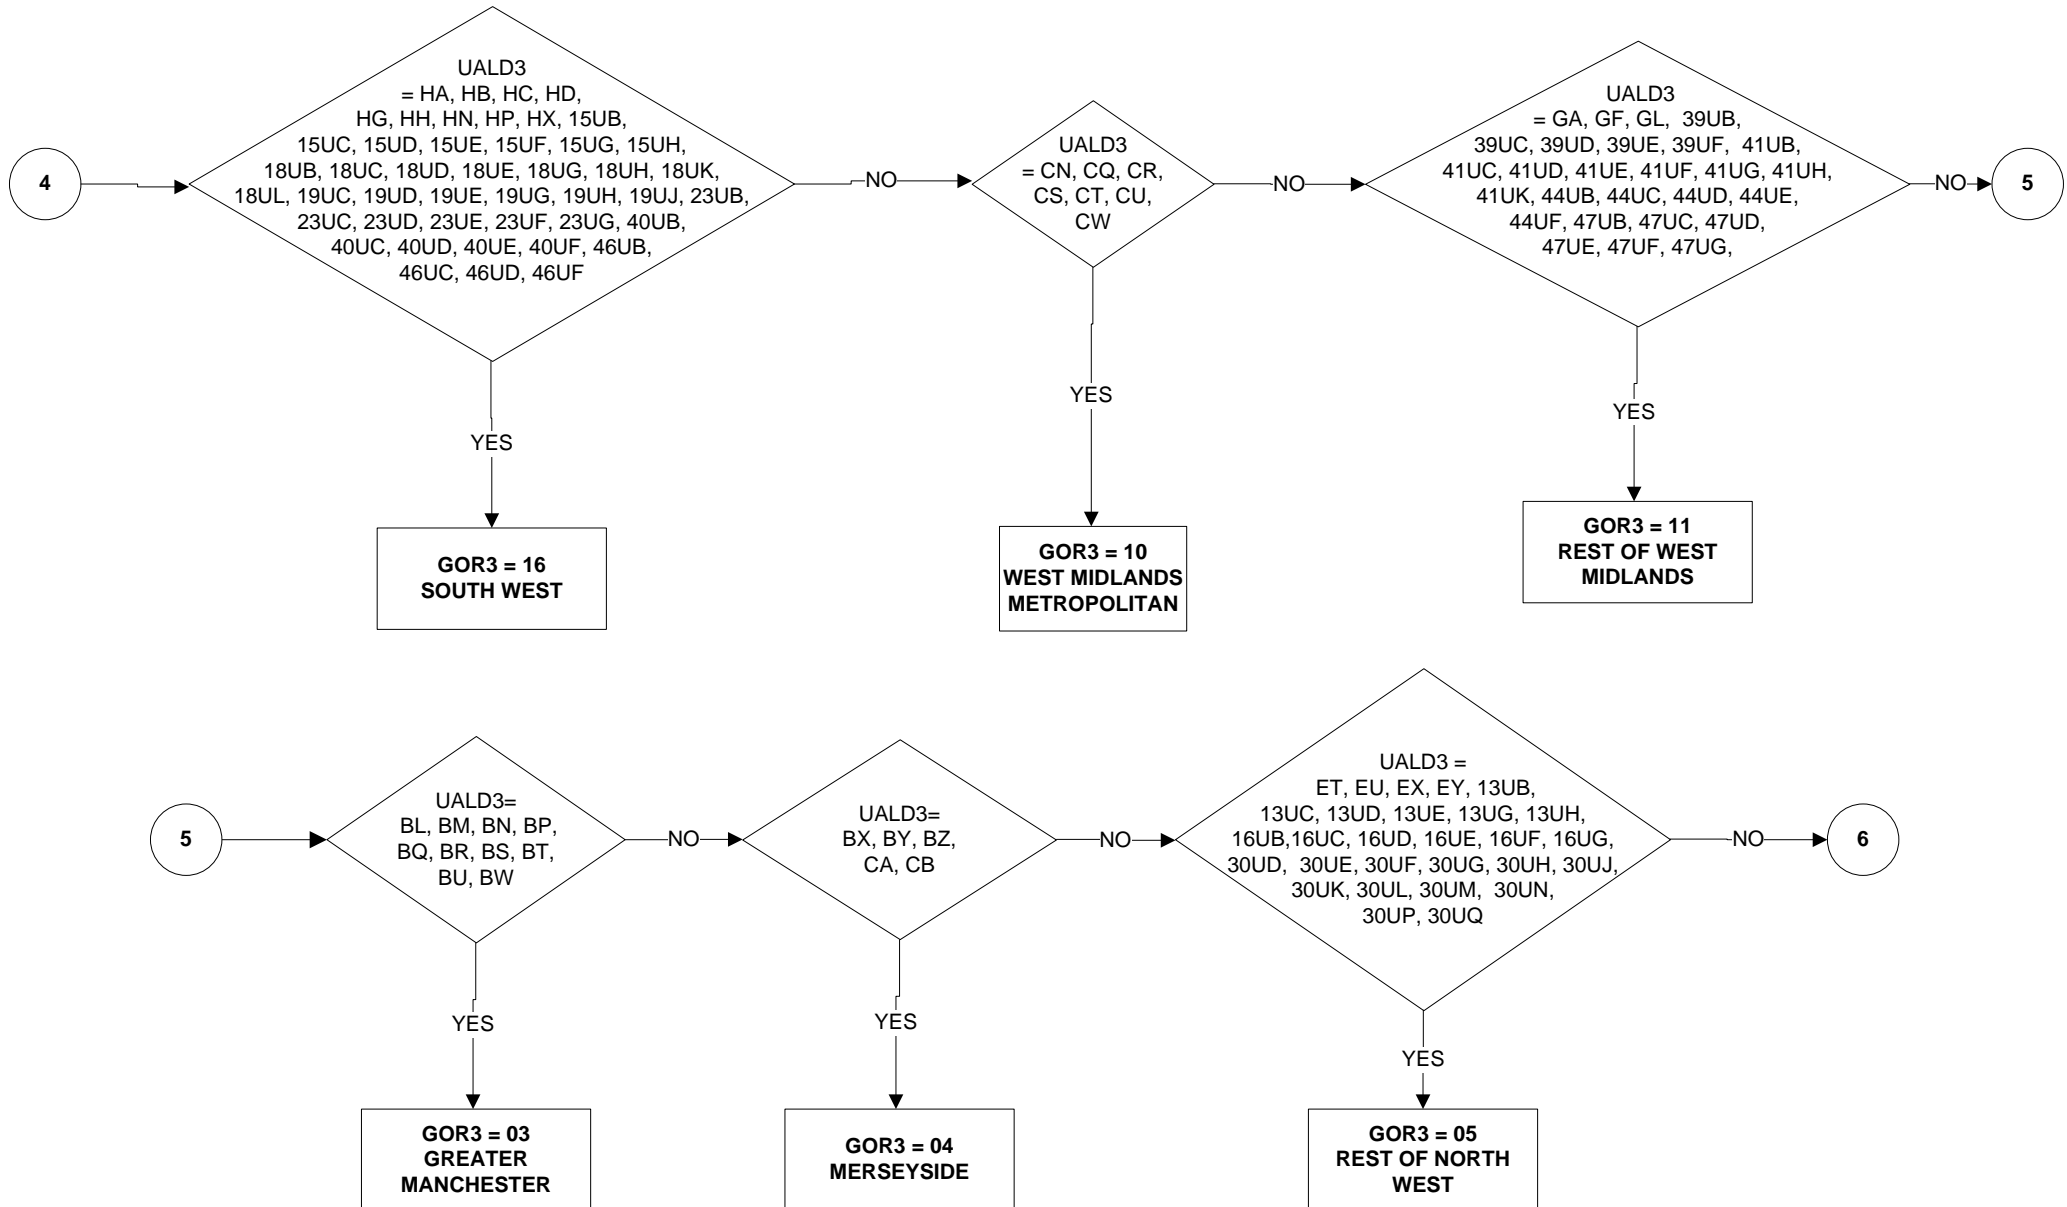 4
UALD3
= HA, HB, HC, HD,
HG, HH, HN, HP, HX, 15UB,
15UC, 15UD, 15UE, 15UF, 15UG, 15UH,
18UB, 18UC, 18UD, 18UE, 18UG, 18UH, 18UK,
18UL, 19UC, 19UD, 19UE, 19UG, 19UH, 19UJ, 23UB,
23UC, 23UD, 23UE, 23UF, 23UG, 40UB,
40UC, 40UD, 40UE, 40UF, 46UB,
46UC, 46UD, 46UF
NO
UALD3
= CN, CQ, CR,
CS, CT, CU,
CW
NO
UALD3
= GA, GF, GL, 39UB,
39UC, 39UD, 39UE, 39UF, 41UB,
41UC, 41UD, 41UE, 41UF, 41UG, 41UH,
41UK, 44UB, 44UC, 44UD, 44UE,
44UF, 47UB, 47UC, 47UD,
47UE, 47UF, 47UG,
NO
5
YES
YES
YES
GOR3 = 16
SOUTH WEST
GOR3 = 10
WEST MIDLANDS
METROPOLITAN
GOR3 = 11
REST OF WEST
MIDLANDS
5
UALD3=
BL, BM, BN, BP,
BQ, BR, BS, BT,
BU, BW
NO
UALD3=
BX, BY, BZ,
CA, CB
NO
UALD3 =
ET, EU, EX, EY, 13UB,
13UC, 13UD, 13UE, 13UG, 13UH,
16UB,16UC, 16UD, 16UE, 16UF, 16UG,
30UD, 30UE, 30UF, 30UG, 30UH, 30UJ,
30UK, 30UL, 30UM, 30UN,
30UP, 30UQ
NO
6
YES
YES
YES
GOR3 = 03
GREATER
MANCHESTER
GOR3 = 04
MERSEYSIDE
GOR3 = 05
REST OF NORTH
WEST